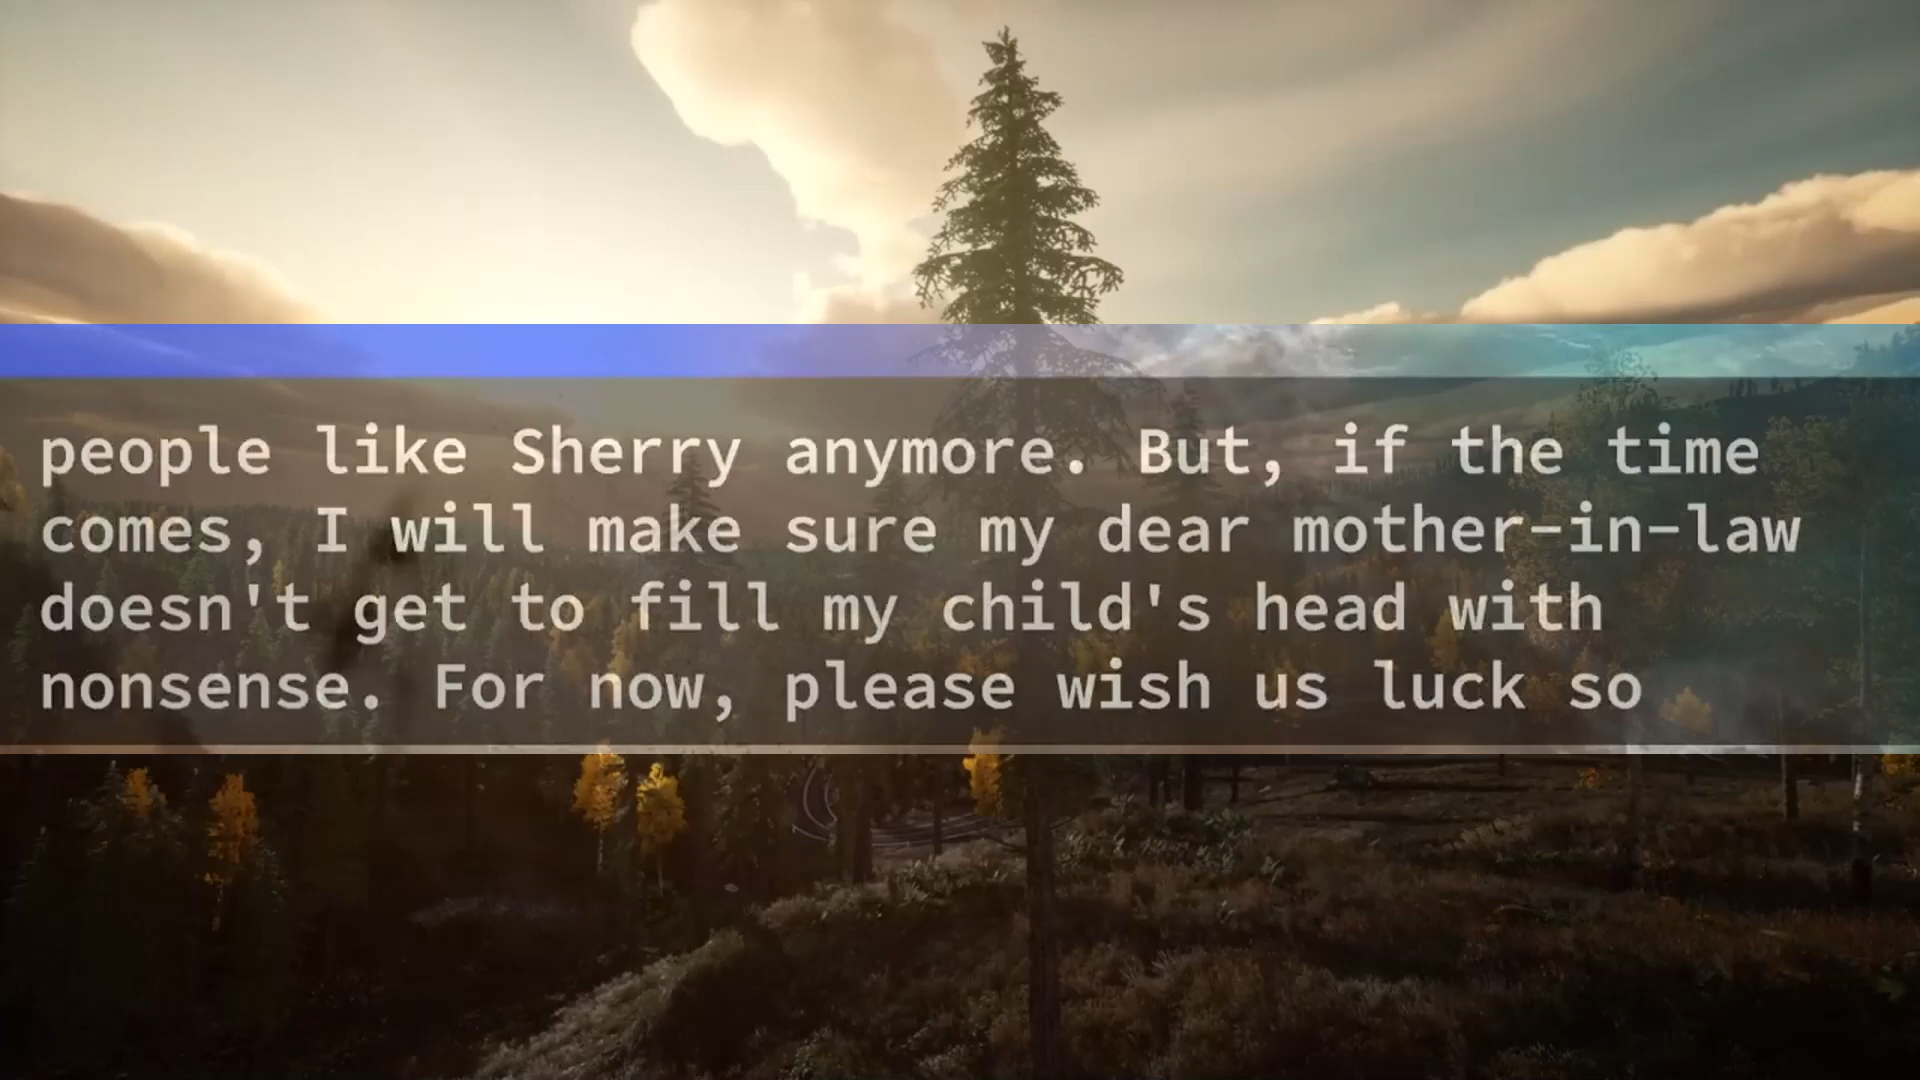 people like Sherry anymore. But, if the time
comes, I will make sure my dear mother-in-law
doesn't get to fill my child's head with
nonsense. For now, please wish us luck so